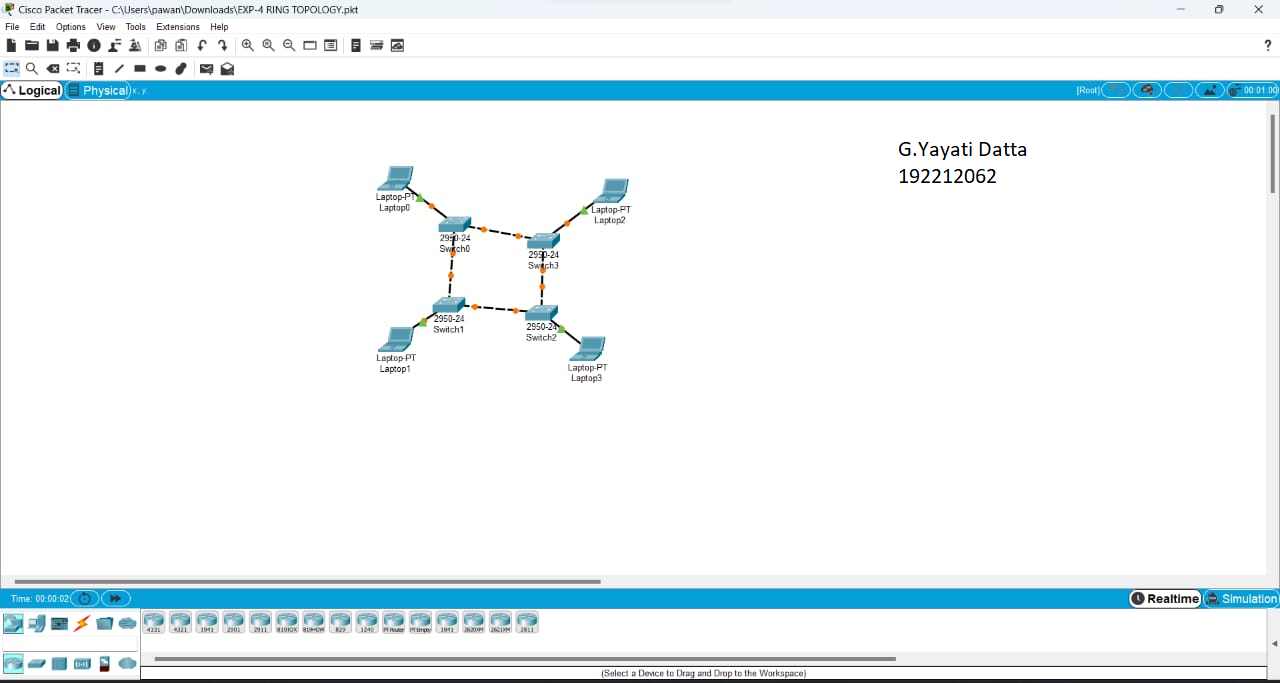 Cisco Packet Tracer - C:\Users\pawan\Downloads\EXP-4 RING TOPOLOGY.pkt
File Edit Options View Tools Extensions Help
?
Logical Physical x, y [Root] 00:01:00
G.Yayati Datta
192212062
Laptop-PT
Laptop0
Laptop-PT
Laptop2
2950-24
Switch0
2950-24
Switch3
2950-24
Switch1
2950-24
Switch2
Laptop-PT
Laptop1
Laptop-PT
Laptop3
Time: 00:00:02 Realtime Simulation
4331 4321 1941 2901 2911 819IOX 819HGW 829 1240 PT-Router PT-Empty 1841 2620XM 2621XM 2811
(Select a Device to Drag and Drop to the Workspace)